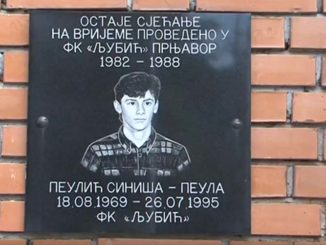 ОСТАЈЕ СЈЕЋАЊЕ
НА ВРИЈЕМЕ ПРОВЕДЕНО У
ФК «ЉУБИЋ» ПРЊАВОР
1982 - 1988
ПЕУЛИЋ СИНИША - ПЕУЛА
18.08.1969 - 26.07.1995
ФК «ЉУБИЋ»